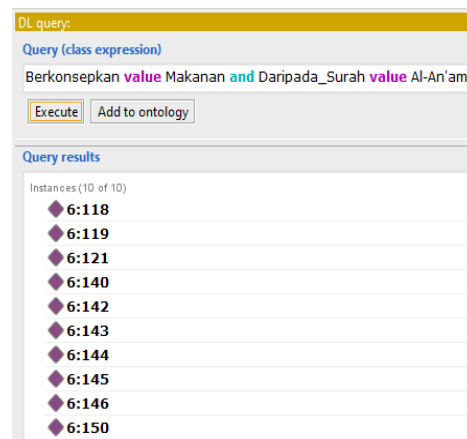 DL query:
Query (class expression)
Berkonsepkan value Makanan and Daripada_Surah value Al-An'am
Execute Add to ontology
Query results
Instances (10 of 10)
6:118
6:119
6:121
6:140
6:142
6:143
6:144
6:145
6:146
6:150